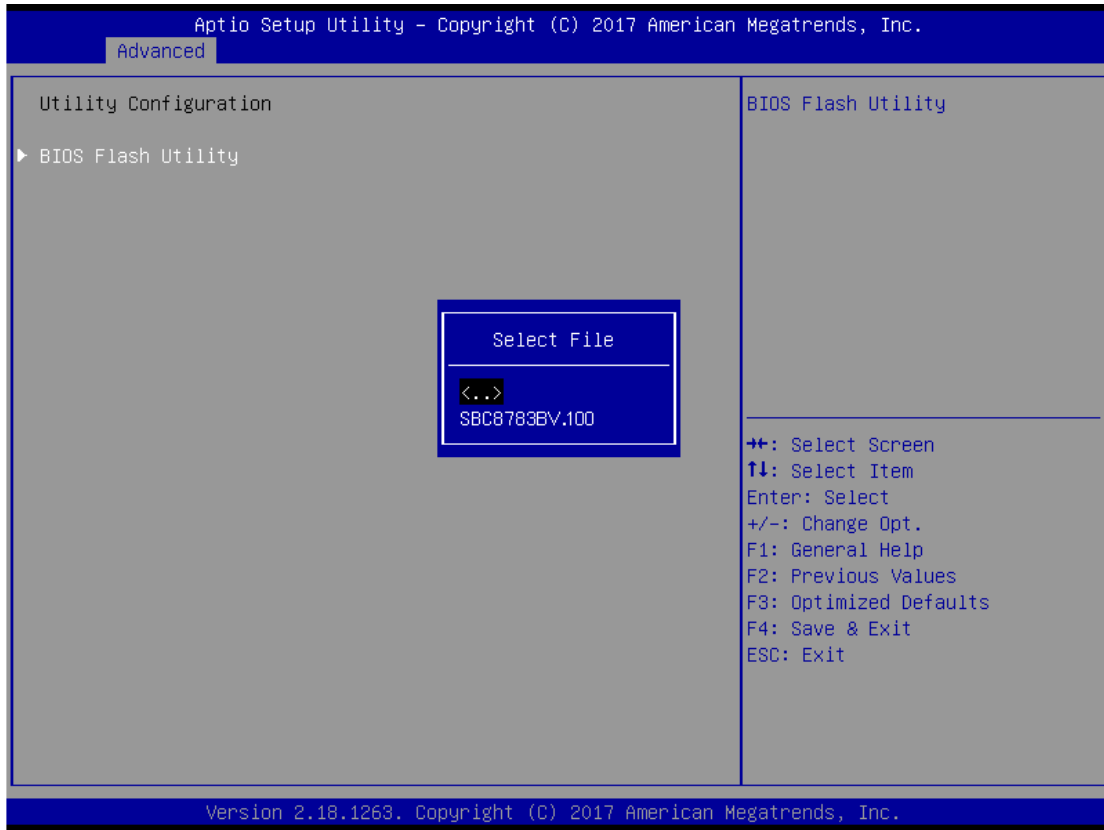 Aptio Setup Utility – Copyright (C) 2017 American Megatrends, Inc.
Advanced
Utility Configuration
BIOS Flash Utility
Select File
<..>
SBC8783BV.100
BIOS Flash Utility
→←: Select Screen
↑↓: Select Item
Enter: Select
+/-: Change Opt.
F1: General Help
F2: Previous Values
F3: Optimized Defaults
F4: Save & Exit
ESC: Exit
Version 2.18.1263. Copyright (C) 2017 American Megatrends, Inc.